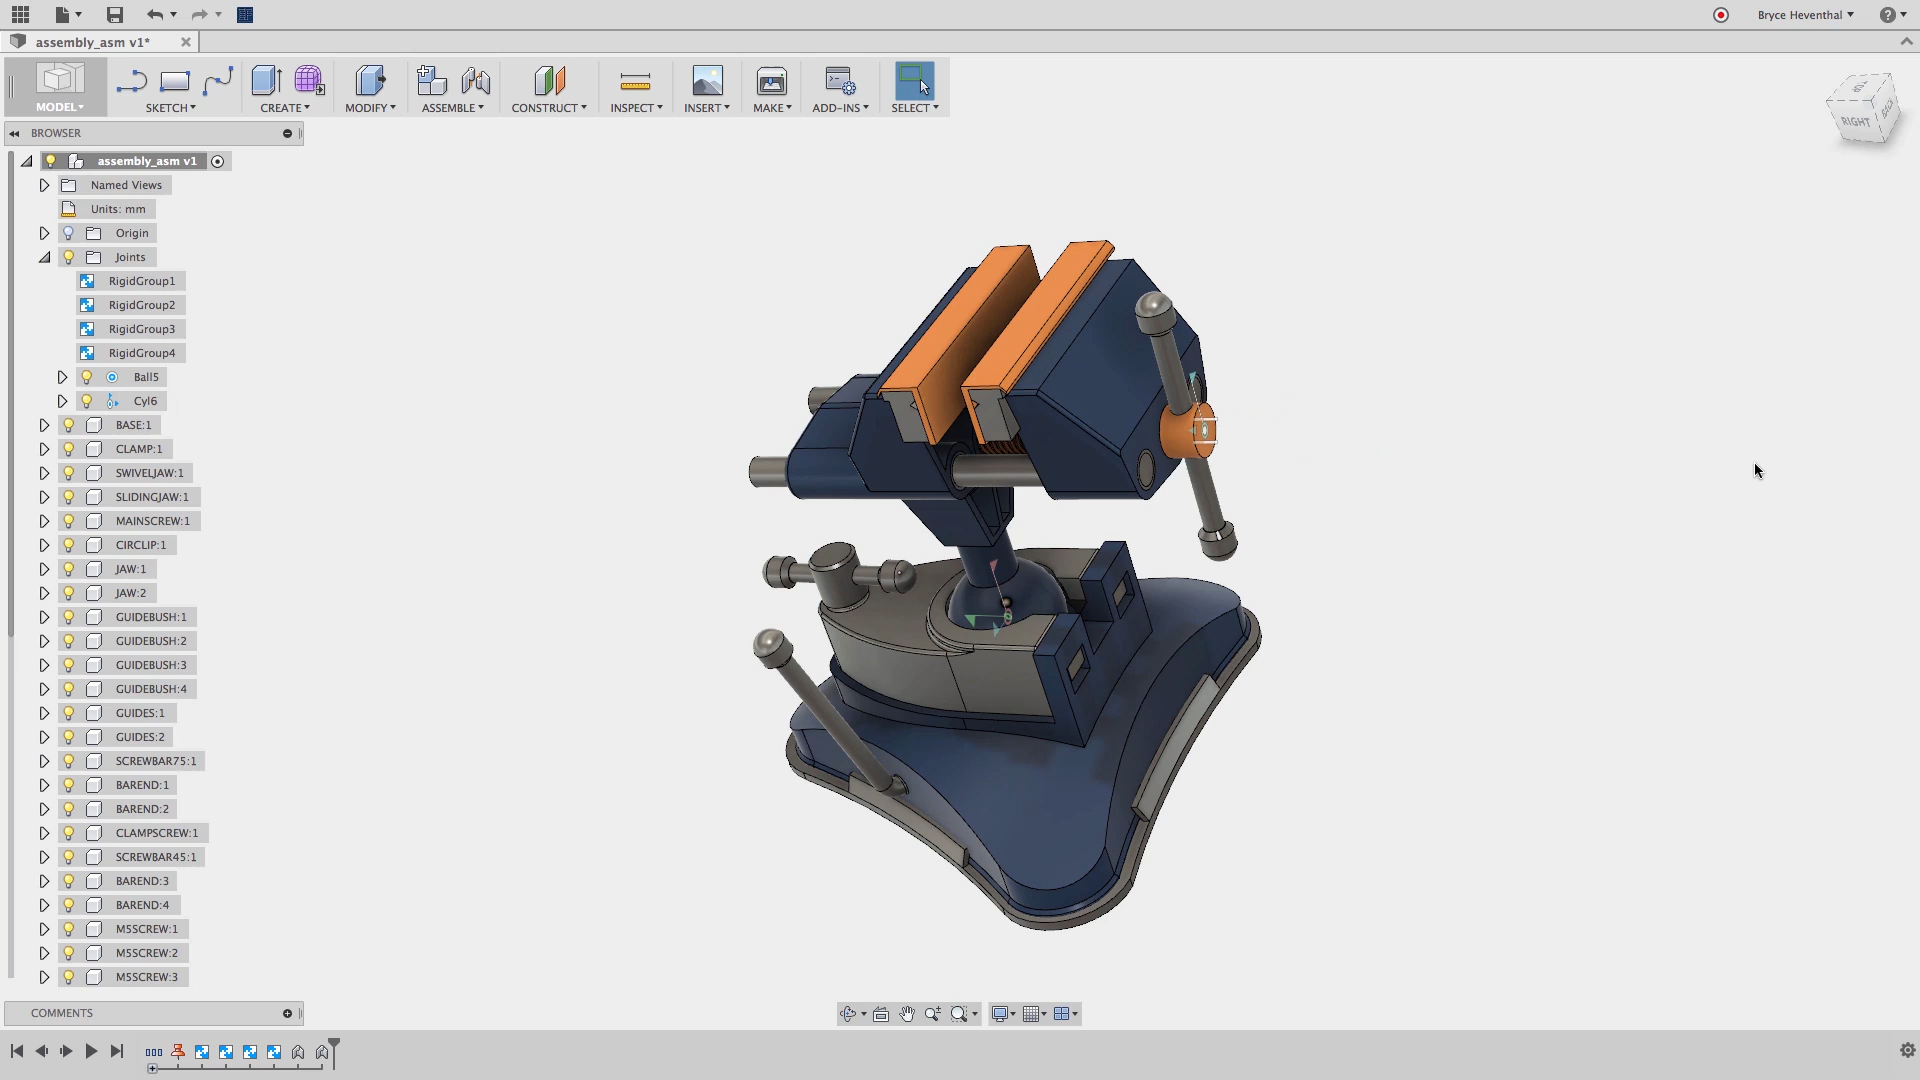 Bryce Heventhal
assembly_asm v1*
MODEL
SKETCH
CREATE
MODIFY
ASSEMBLE
CONSTRUCT
INSPECT
INSERT
MAKE
ADD-INS
SELECT
RIGHT
BACK
BROWSER
assembly_asm v1
Named Views
Units: mm
Origin
Joints
RigidGroup1
RigidGroup2
RigidGroup3
RigidGroup4
Ball5
Cyl6
BASE:1
CLAMP:1
SWIVELJAW:1
SLIDINGJAW:1
MAINSCREW:1
CIRCLIP:1
JAW:1
JAW:2
GUIDEBUSH:1
GUIDEBUSH:2
GUIDEBUSH:3
GUIDEBUSH:4
GUIDES:1
GUIDES:2
SCREWBAR75:1
BAREND:1
BAREND:2
CLAMPSCREW:1
SCREWBAR45:1
BAREND:3
BAREND:4
M5SCREW:1
M5SCREW:2
M5SCREW:3
COMMENTS